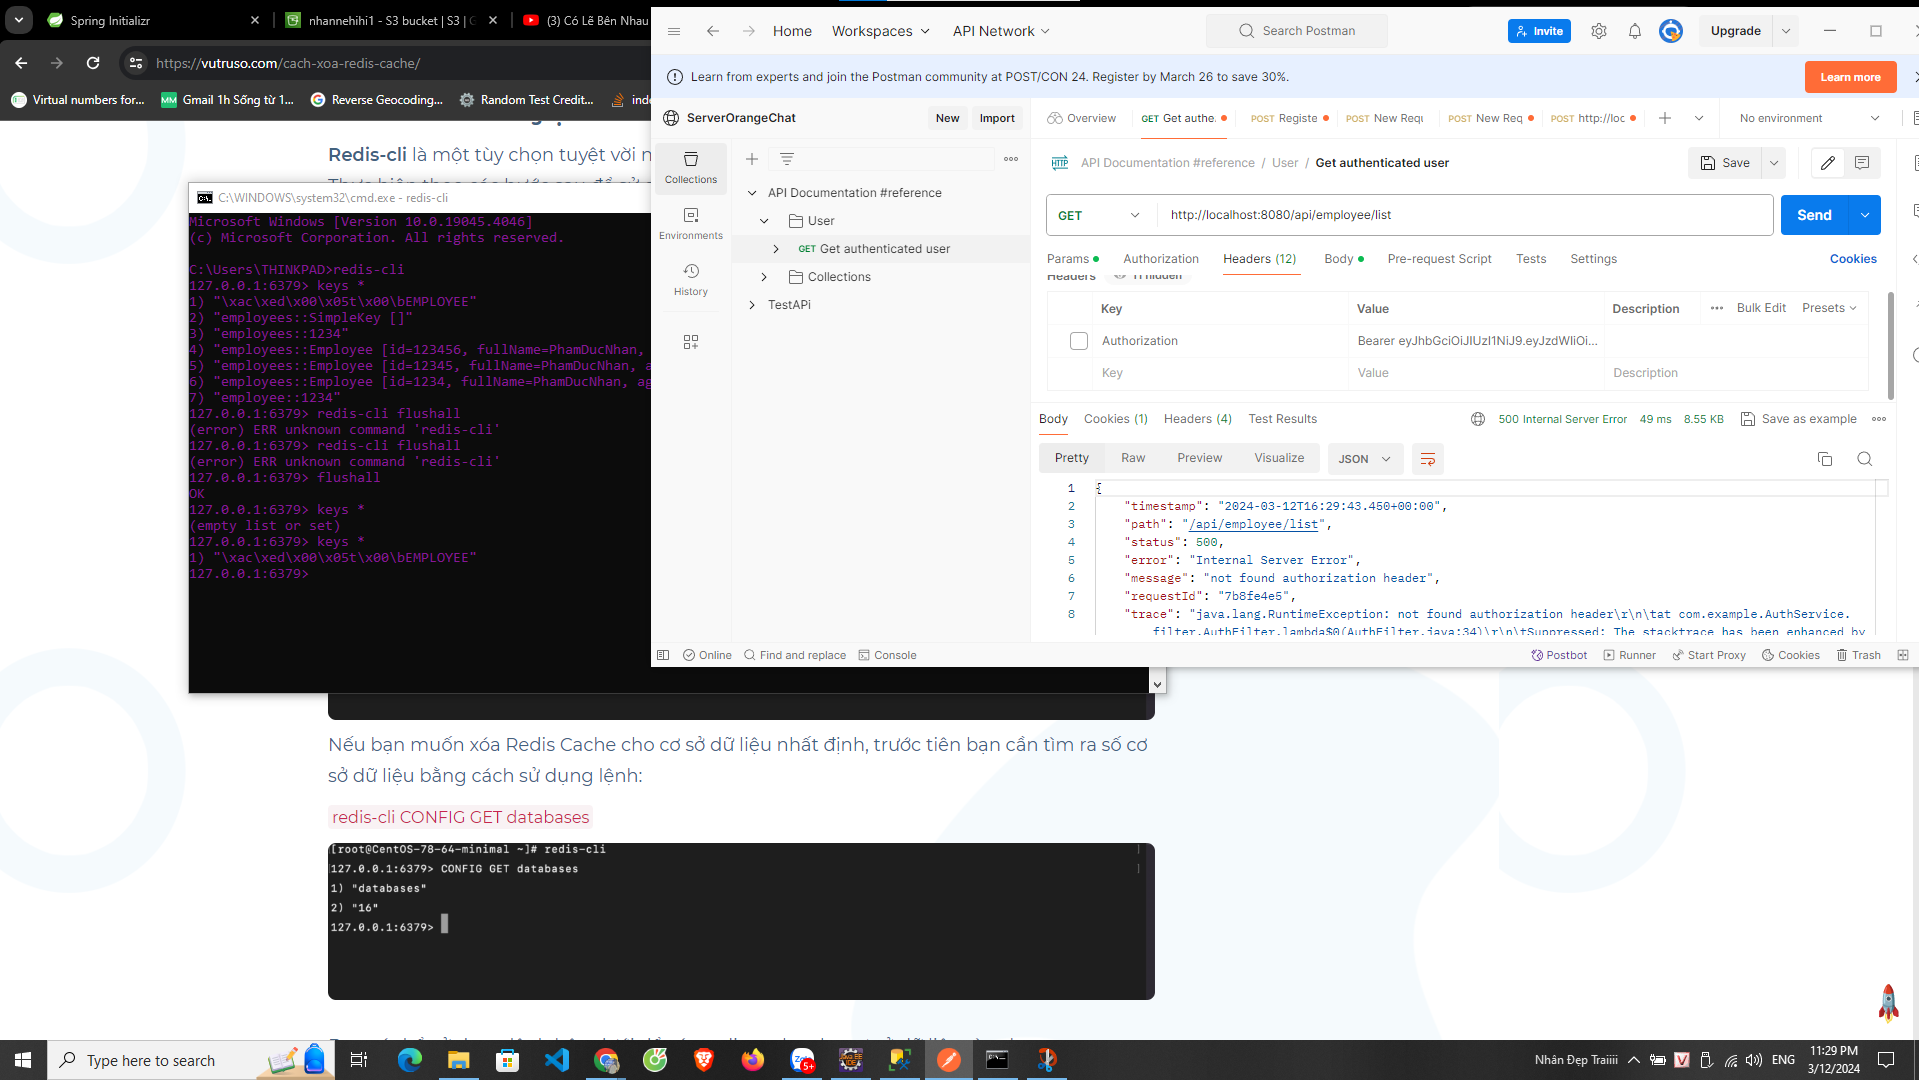 Spring Initializr
nhannehihi1 - S3 bucket | S3 | G
(3) Có Lẽ Bên Nhau
https://vutruso.com/cach-xoa-redis-cache/
Virtual numbers for...
Gmail 1h Sống từ 1...
Reverse Geocoding...
Random Test Credit...
Redis-cli là một tùy chọn tuyệt vời
C:\WINDOWS\system32\cmd.exe - redis-cli
Microsoft Windows [Version 10.0.19045.4046]
(c) Microsoft Corporation. All rights reserved.
C:\Users\THINKPAD>redis-cli
127.0.0.1:6379> keys *
1) "\xac\xed\x00\x05t\x00\bEMPLOYEE"
2) "employees::SimpleKey []"
3) "employees::1234"
4) "employees::Employee [id=123456, fullName=PhamDucNhan,
5) "employees::Employee [id=12345, fullName=PhamDucNhan, a
6) "employees::Employee [id=1234, fullName=PhamDucNhan, ag
7) "employee::1234"
127.0.0.1:6379> redis-cli flushall
(error) ERR unknown command 'redis-cli'
127.0.0.1:6379> redis-cli flushall
(error) ERR unknown command 'redis-cli'
127.0.0.1:6379> flushall
OK
127.0.0.1:6379> keys *
(empty list or set)
127.0.0.1:6379> keys *
1) "\xac\xed\x00\x05t\x00\bEMPLOYEE"
127.0.0.1:6379>
Home Workspaces API Network
Search Postman
Invite
Upgrade
Learn from experts and join the Postman community at POST/CON 24. Register by March 26 to save 30%.
Learn more
ServerOrangeChat
New Import
Overview
GET Get authe.
POST Registe
POST New Requ
POST New Req
POST http://loc
No environment
Collections
Environments
History
API Documentation #reference
User
GET Get authenticated user
Collections
TestAPi
HTTP
API Documentation #reference / User / Get authenticated user
Save
GET
http://localhost:8080/api/employee/list
Send
Params Authorization Headers (12) Body Pre-request Script Tests Settings
Cookies
Headers 11 hidden
Key Value Description
Bulk Edit Presets
Authorization Bearer eyJhbGciOiJIUzI1NiJ9.eyJzdWIiOi...
Key Value Description
Body Cookies (1) Headers (4) Test Results
500 Internal Server Error 49 ms 8.55 KB Save as example
Pretty Raw Preview Visualize JSON
1 {
2 "timestamp": "2024-03-12T16:29:43.450+00:00",
3 "path": "/api/employee/list",
4 "status": 500,
5 "error": "Internal Server Error",
6 "message": "not found authorization header",
7 "requestId": "7b8fe4e5",
8 "trace": "java.lang.RuntimeException: not found authorization header\r\n\tat com.example.AuthService.
filter.AuthFilter.lambda$0(AuthFilter.java:34)\r\n\tSuppressed: The stacktrace has been enhanced by
Online Find and replace Console
Postbot Runner Start Proxy Cookies Trash
Nếu bạn muốn xóa Redis Cache cho cơ sở dữ liệu nhất định, trước tiên bạn cần tìm ra số cơ
sở dữ liệu bằng cách sử dụng lệnh:
redis-cli CONFIG GET databases
[root@CentOS-78-64-minimal ~]# redis-cli
127.0.0.1:6379> CONFIG GET databases
1) "databases"
2) "16"
127.0.0.1:6379>
Type here to search
Nhân Đẹp Traiiii
ENG
11:29 PM
3/12/2024